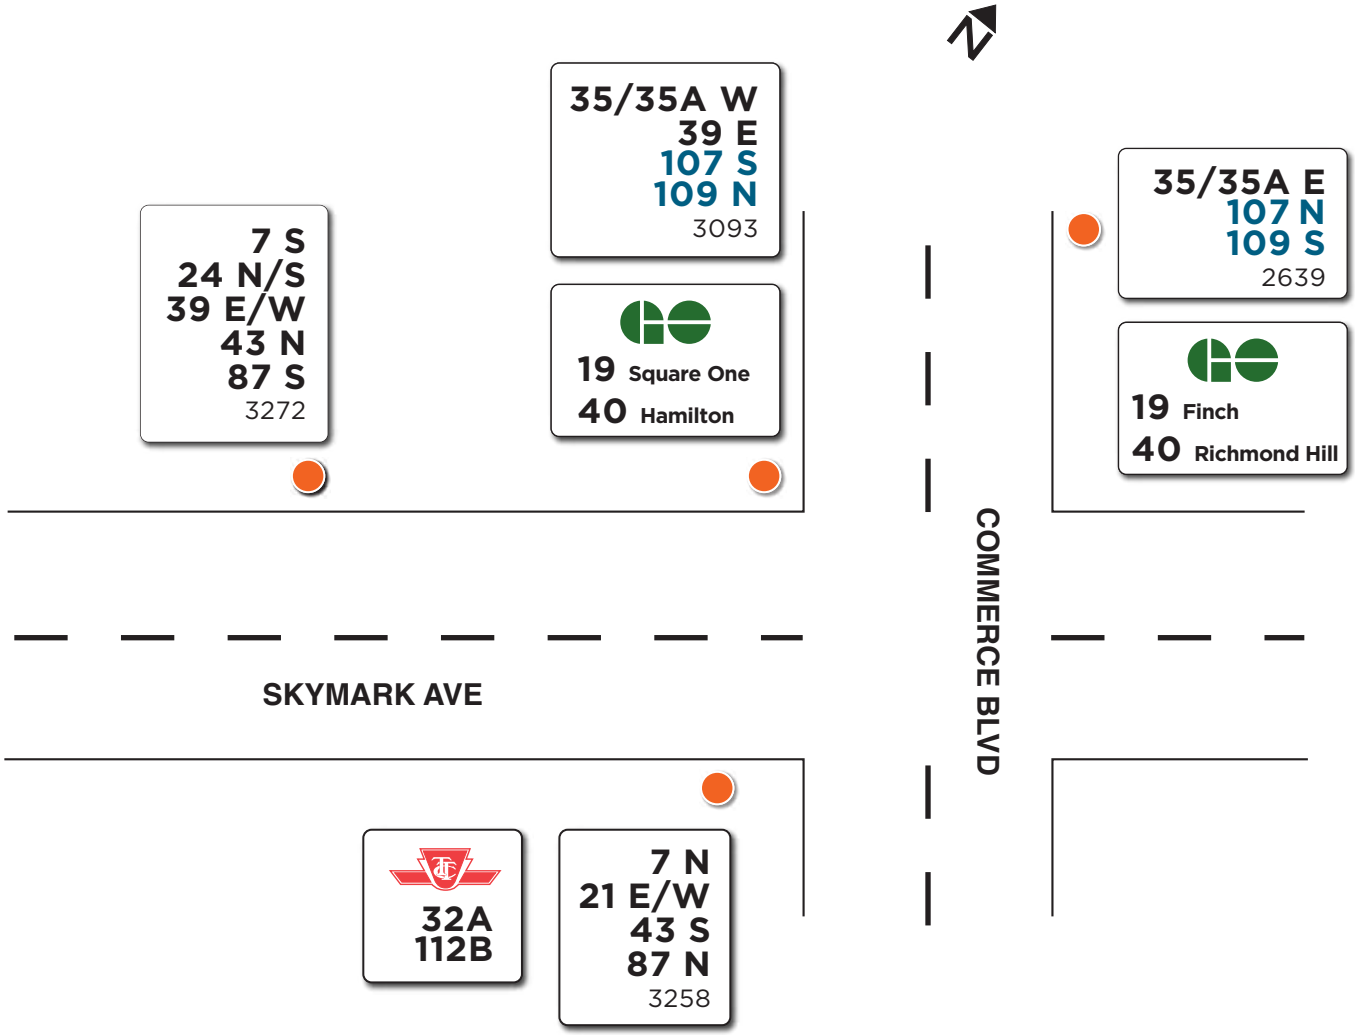 N
35/35A W
39 E
107 S
109 N
3093
35/35A E
107 N
109 S
2639
7 S
24 N/S
39 E/W
43 N
87 S
3272
GO
19 Square One
40 Hamilton
GO
19 Finch
40 Richmond Hill
COMMERCE BLVD
SKYMARK AVE
TTC
32A
112B
7 N
21 E/W
43 S
87 N
3258